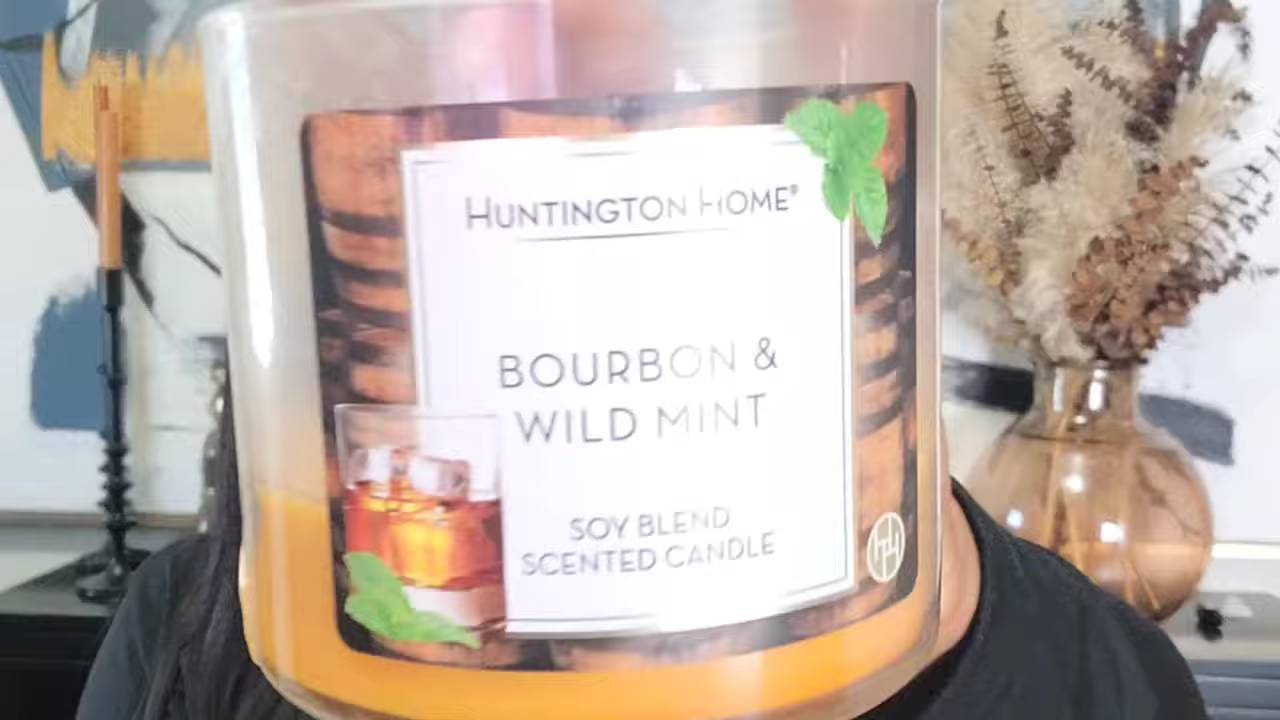 HUNTINGTON HOME®
BOURBON &
WILD MINT
SOY BLEND
SCENTED CANDLE